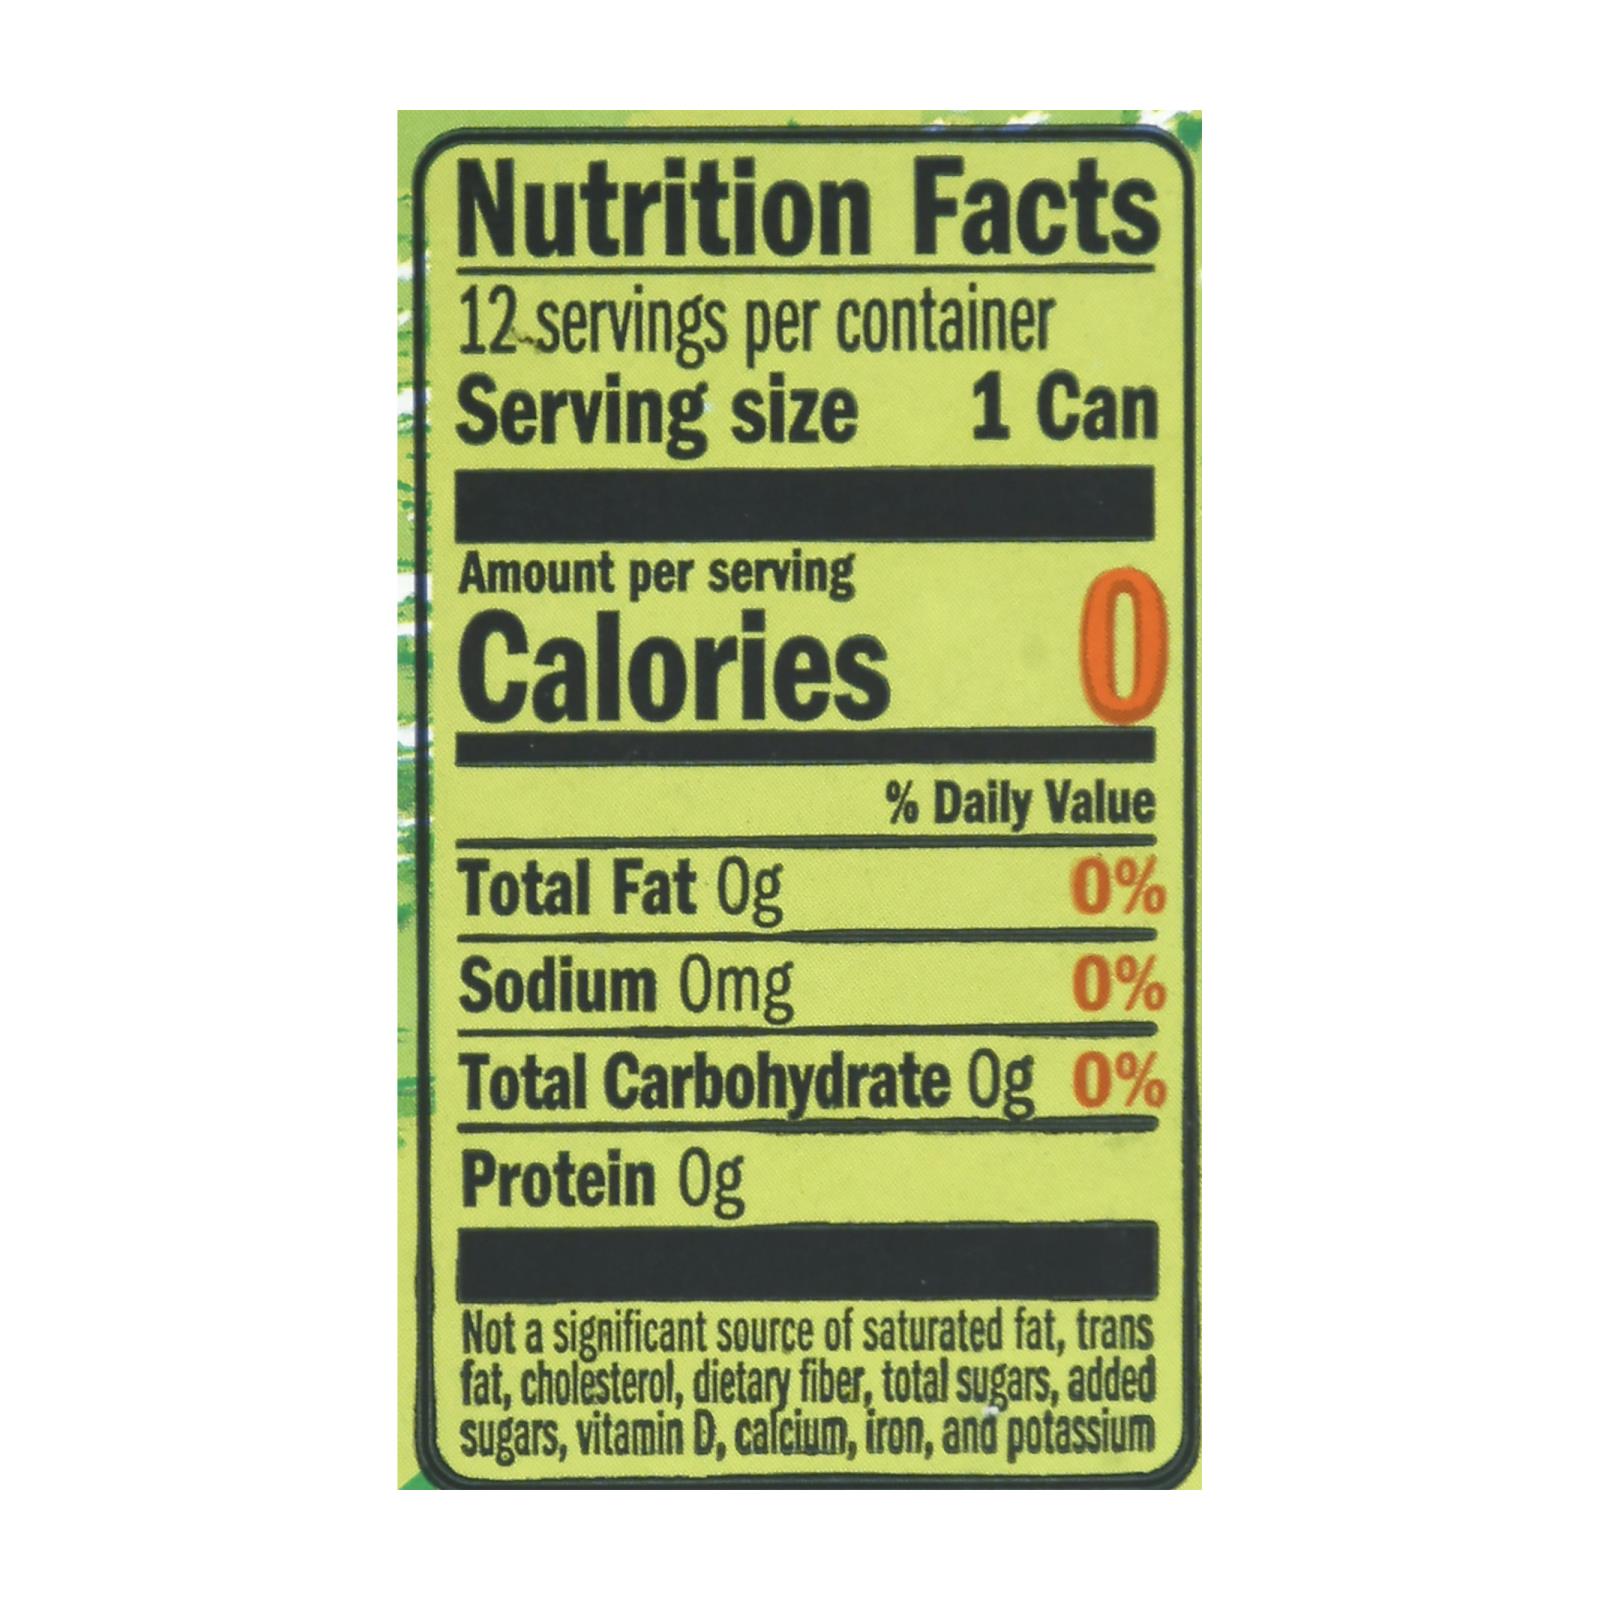 Nutrition Facts
12 servings per container
Serving size 1 Can
Amount per serving
Calories 0
% Daily Value
Total Fat 0g 0%
Sodium 0mg 0%
Total Carbohydrate 0g 0%
Protein 0g
Not a significant source of saturated fat, trans
fat, cholesterol, dietary fiber, total sugars, added
sugars, vitamin D, calcium, iron, and potassium